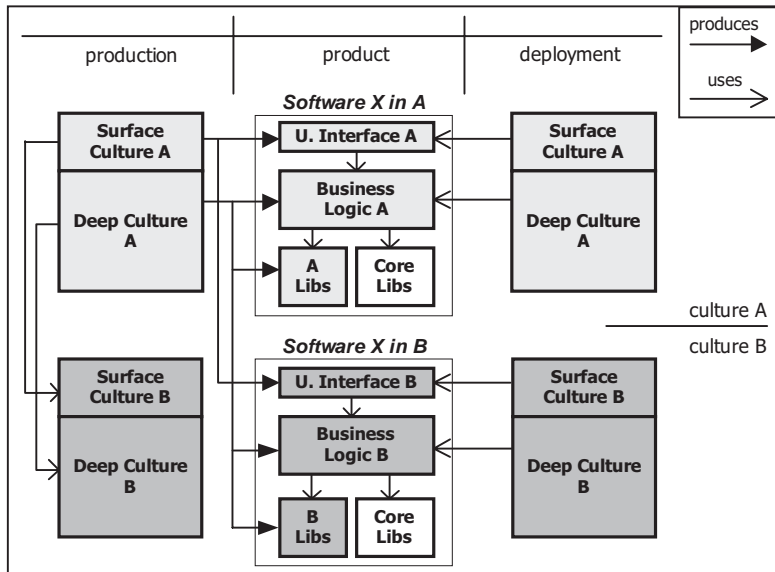 produces
uses
production
product
deployment
Software X in A
Surface
Culture A
Deep Culture
A
U. Interface A
Business
Logic A
A
Libs
Core
Libs
Surface
Culture A
Deep Culture
A
culture A
culture B
Software X in B
Surface
Culture B
Deep Culture
B
U. Interface B
Business
Logic B
B
Libs
Core
Libs
Surface
Culture B
Deep Culture
B